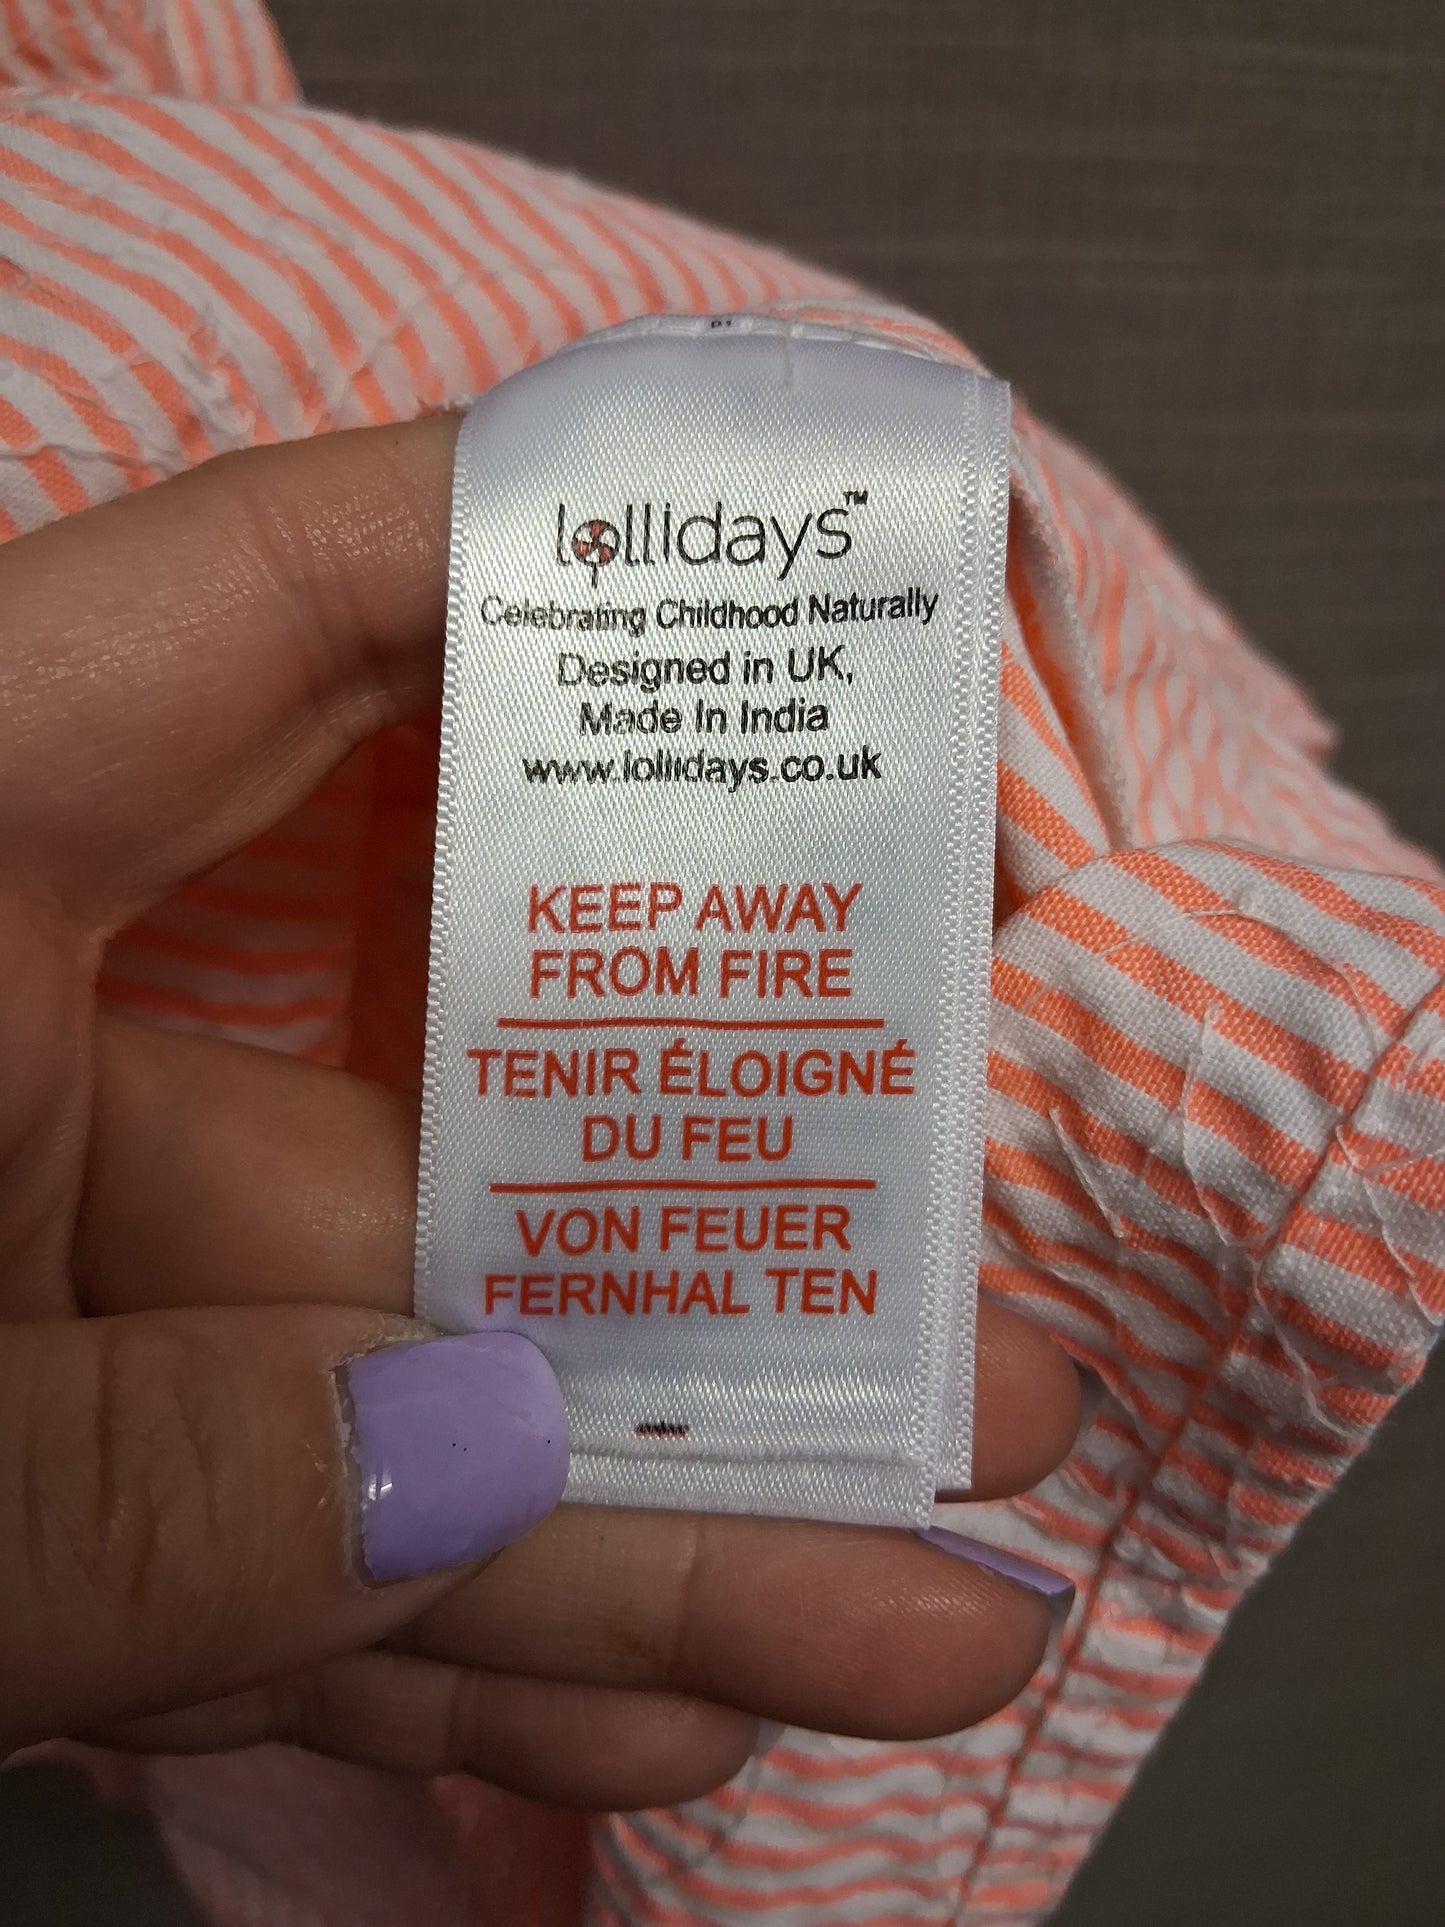 lollidays™
Celebrating Childhood Naturally
Designed in UK,
Made In India
www.lollidays.co.uk
KEEP AWAY
FROM FIRE
TENIR ÉLOIGNÉ
DU FEU
VON FEUER
FERNHAL TEN